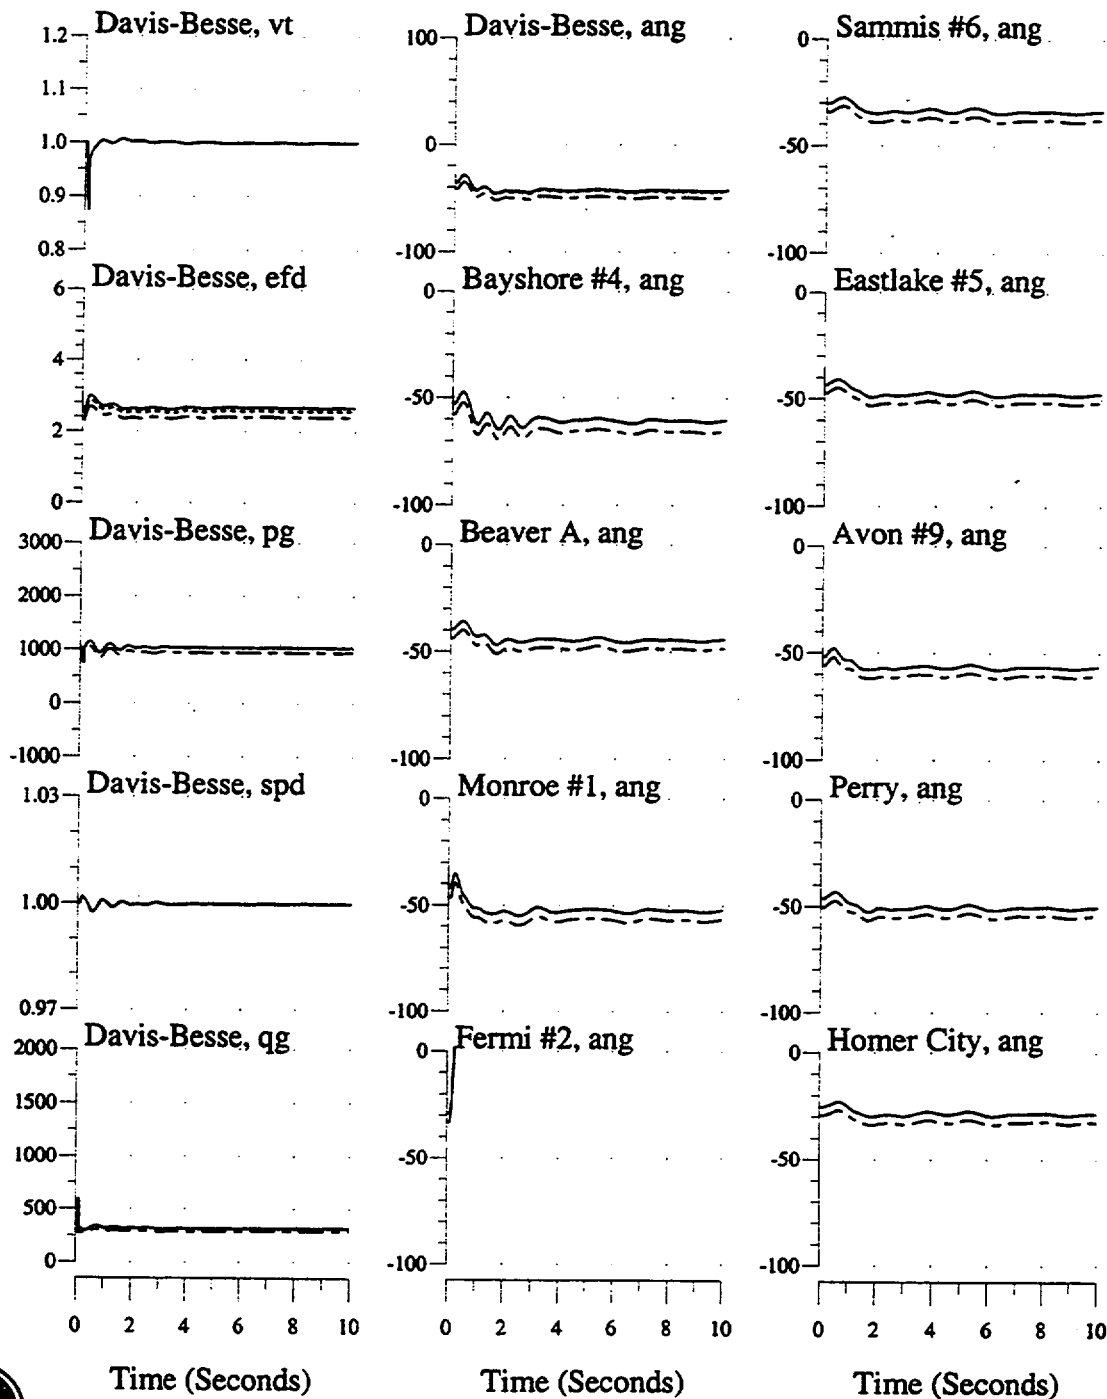 Davis-Besse, vt
1.2
1.1
1.0
0.9
0.8
Davis-Besse, efd
6
4
2
0
Davis-Besse, pg
3000
2000
1000
0
-1000
Davis-Besse, spd
1.03
1.00
0.97
Davis-Besse, qg
2000
1500
1000
500
0
0 2 4 6 8 10
Time (Seconds)
Davis-Besse, ang
100
0
-100
Bayshore #4, ang
0
-50
-100
Beaver A, ang
0
-50
-100
Monroe #1, ang
0
-50
-100
Fermi #2, ang
0
-50
-100
0 2 4 6 8 10
Time (Seconds)
Sammis #6, ang
0
-50
-100
Eastlake #5, ang
0
-50
-100
Avon #9, ang
0
-50
-100
Perry, ang
0
-50
-100
Homer City, ang
0
-50
-100
0 2 4 6 8 10
Time (Seconds)